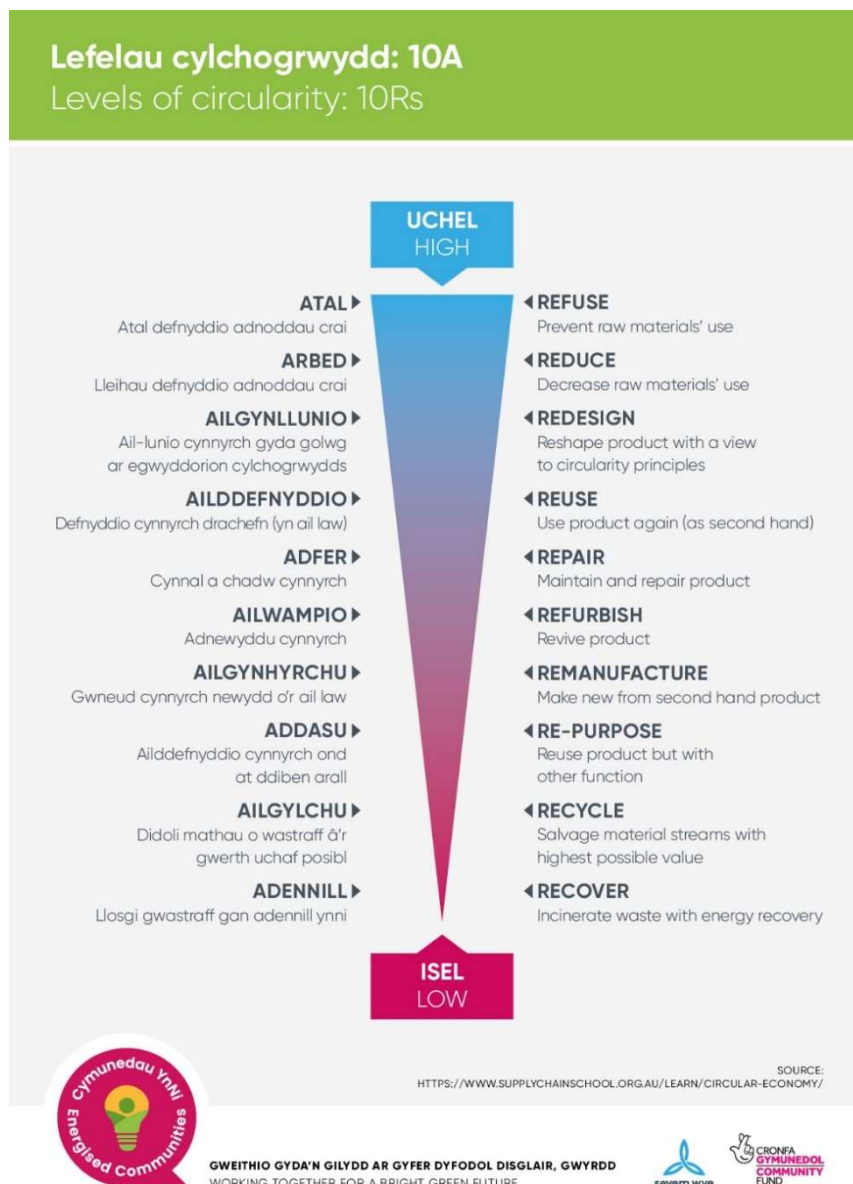 Lefelau cylchogrwydd: 10A
Levels of circularity: 10Rs
UCHEL
HIGH
ATAL
Atal defnyddio adnoddau crai
REFUSE
Prevent raw materials' use
ARBED
Lleihau defnyddio adnoddau crai
REDUCE
Decrease raw materials' use
AILGYNLLUNIO
Ail-lunio cynnyrch gyda golwg
ar egwyddorion cylchogrwydds
REDESIGN
Reshape product with a view
to circularity principles
AILDDEFNYDDIO
Defnyddio cynnyrch drachefn (yn ail law)
REUSE
Use product again (as second hand)
ADFER
Cynnal a chadw cynnyrch
REPAIR
Maintain and repair product
AILWAMPIO
Adnewyddu cynnyrch
REFURBISH
Revive product
AILGYNHYRCHU
Gwneud cynnyrch newydd o'r ail law
REMANUFACTURE
Make new from second hand product
ADDASU
Ailddefnyddio cynnyrch ond
at ddiben arall
RE-PURPOSE
Reuse product but with
other function
AILGYLCHU
Didoli mathau o wastraff â'r
gwerth uchaf posibl
RECYCLE
Salvage material streams with
highest possible value
ADENNILL
Llosgi gwastraff gan adennill ynni
RECOVER
Incinerate waste with energy recovery
ISEL
LOW
SOURCE:
HTTPS://WWW.SUPPLYCHAINSCHOOL.ORG.AU/LEARN/CIRCULAR-ECONOMY/
Cymunedau YnNi
Energised Communities
GWEITHIO GYDA'N GILYDD AR GYFER DYFODOL DISGLAIR, GWYRDD
WORKING TOGETHER FOR A BRIGHT GREEN FUTURE
severn wye
CRONFA
GYMUNEDOL
COMMUNITY
FUND